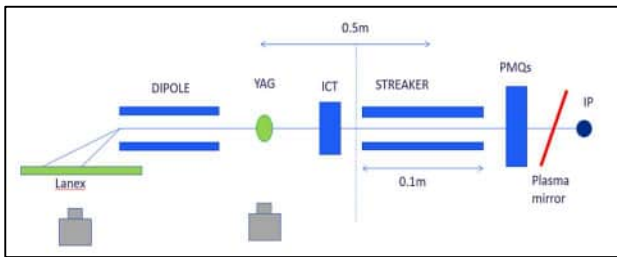 0.5m
DIPOLE
YAG
ICT
STREAKER
PMQs
IP
0.1m
Plasma
mirror
Lanex